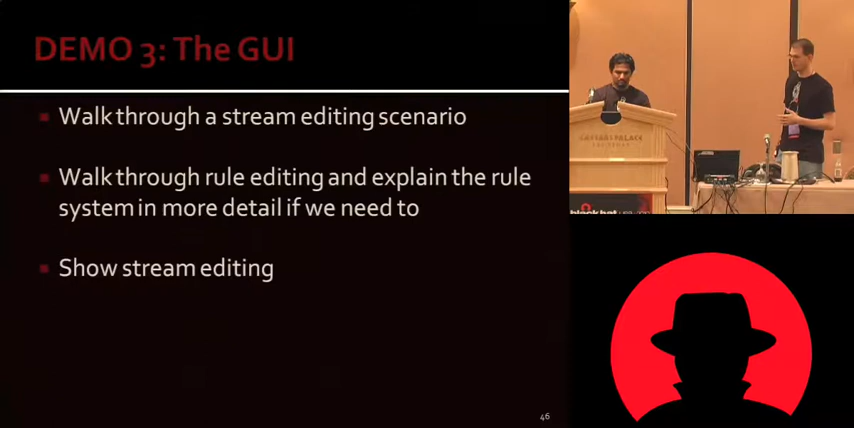 DEMO 3: The GUI
Walk through a stream editing scenario
Walk through rule editing and explain the rule
system in more detail if we need to
Show stream editing
46
CAESARS PALACE
black hat